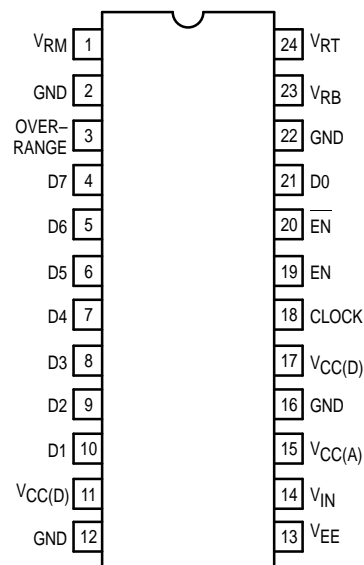 VRM 1 24 VRT
GND 2 23 VRB
OVER–
RANGE 3 22 GND
D7 4 21 D0
D6 5 20 EN
D5 6 19 EN
D4 7 18 CLOCK
D3 8 17 VCC(D)
D2 9 16 GND
D1 10 15 VCC(A)
VCC(D) 11 14 VIN
GND 12 13 VEE